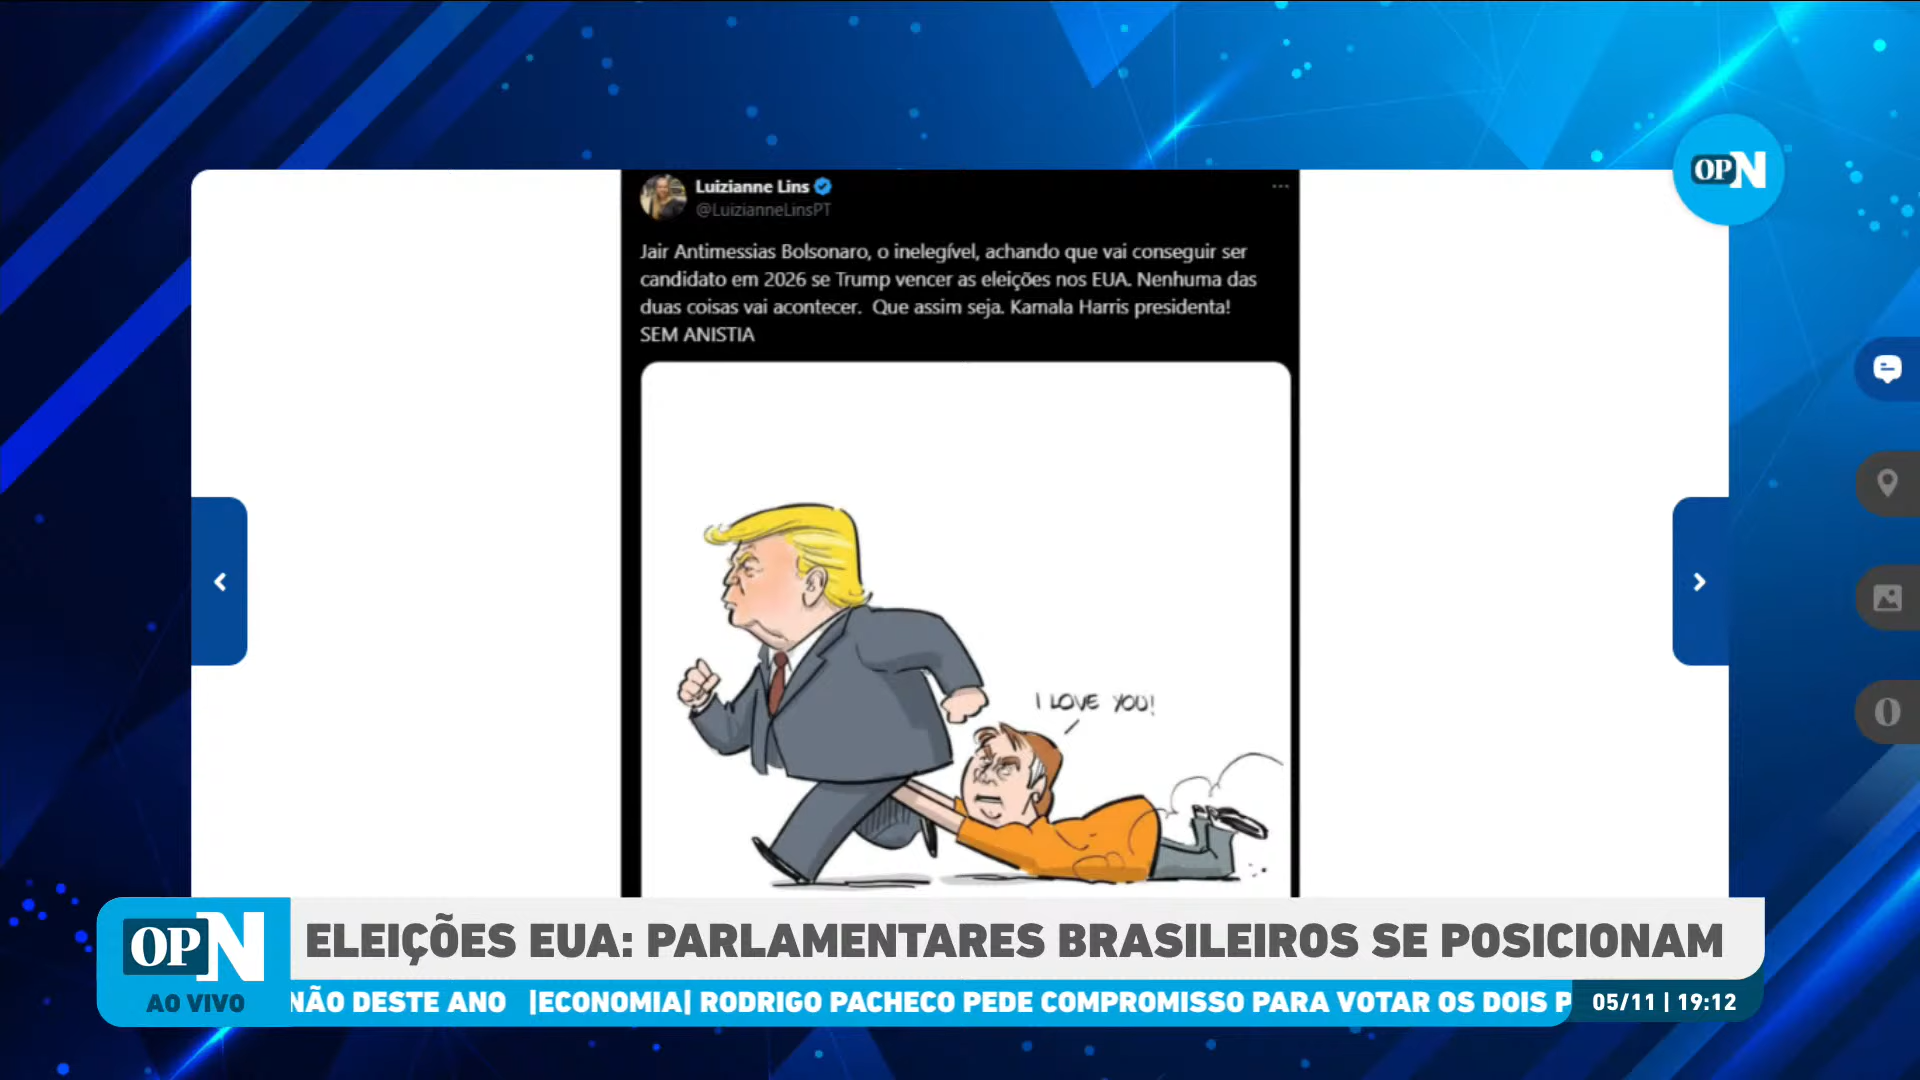 OPN
Luizianne Lins
@LuizianneLinsPT
Jair Antimessias Bolsonaro, o inelegível, achando que vai conseguir ser
candidato em 2026 se Trump vencer as eleições nos EUA. Nenhuma das
duas coisas vai acontecer.  Que assim seja. Kamala Harris presidenta!
SEM ANISTIA
I LOVE YOU!
OPN
AO VIVO
ELEIÇÕES EUA: PARLAMENTARES BRASILEIROS SE POSICIONAM
NÃO DESTE ANO |ECONOMIA| RODRIGO PACHECO PEDE COMPROMISSO PARA VOTAR OS DOIS P
05/11 | 19:12